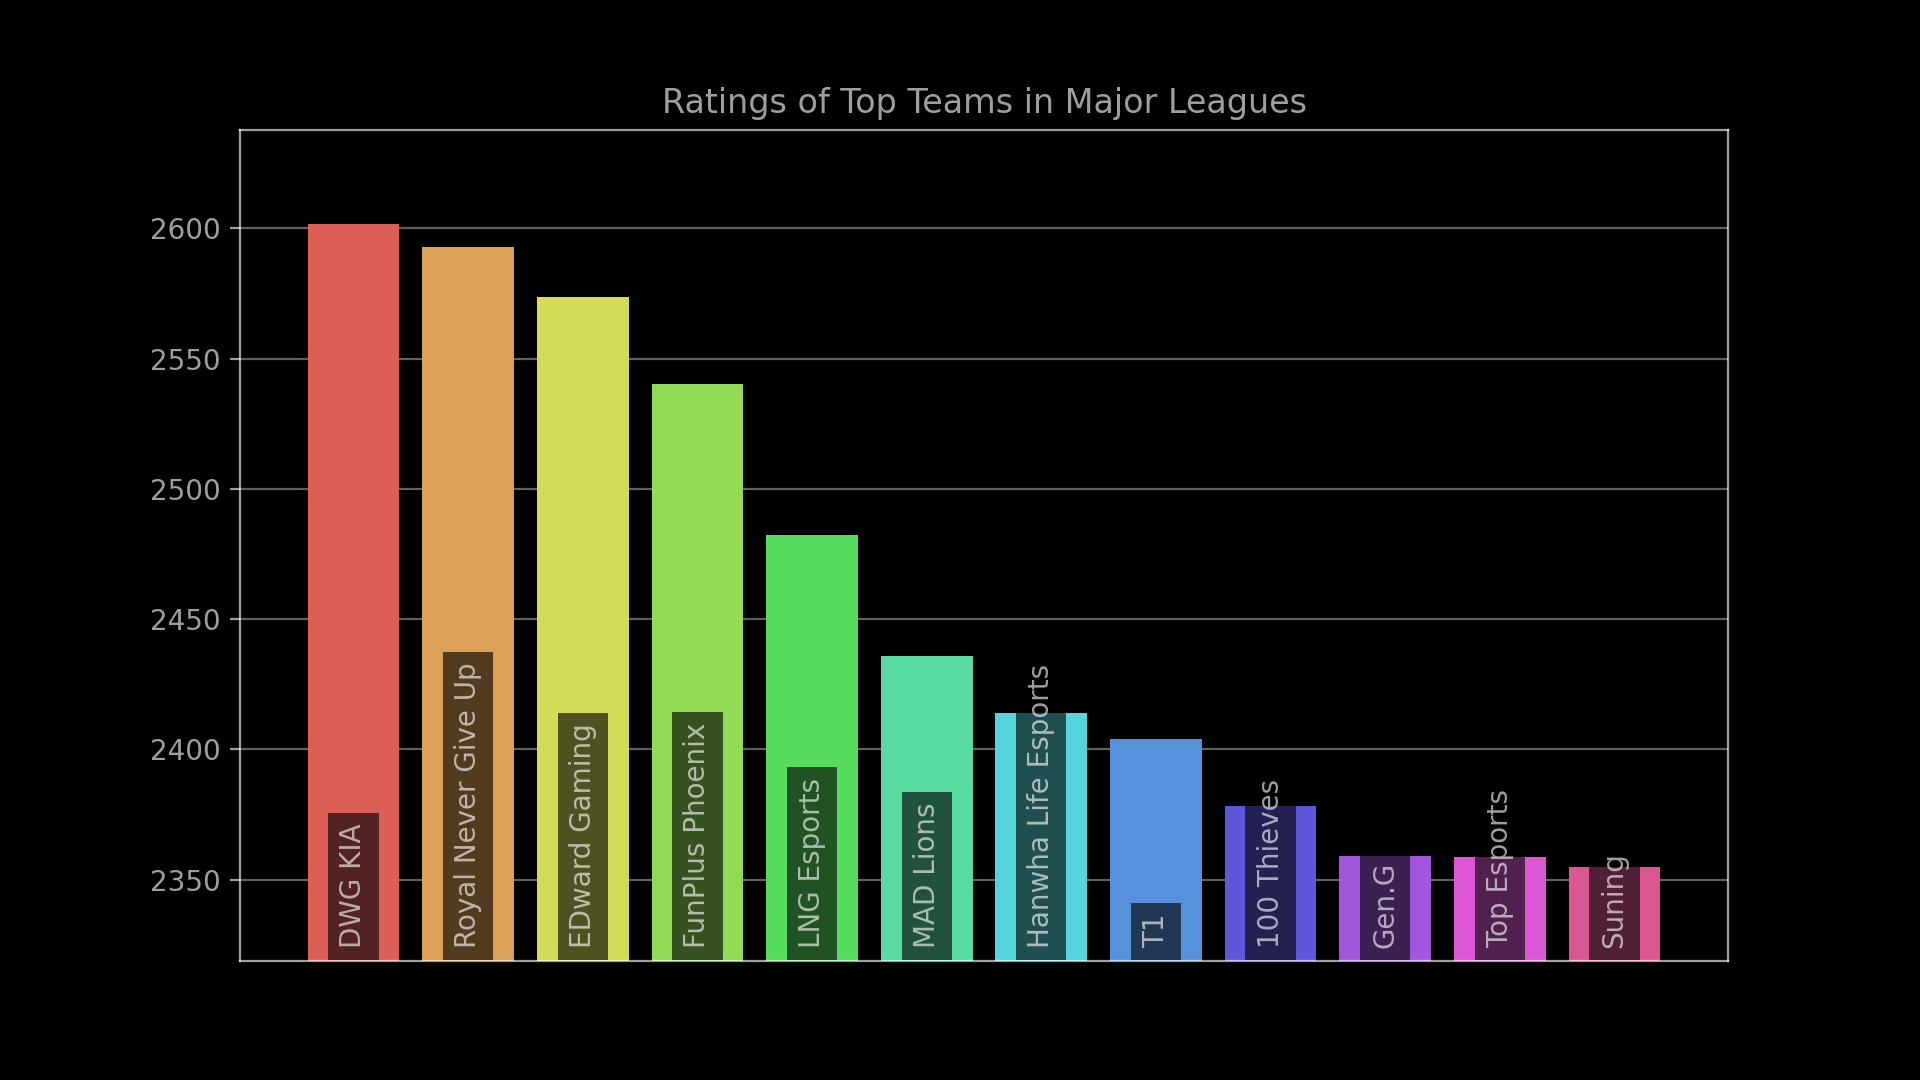 Ratings of Top Teams in Major Leagues
2600
2550
2500
2450
2400
2350
DWG KIA
Royal Never Give Up
EDward Gaming
FunPlus Phoenix
LNG Esports
MAD Lions
Hanwha Life Esports
T1
100 Thieves
Gen.G
Top Esports
Suning